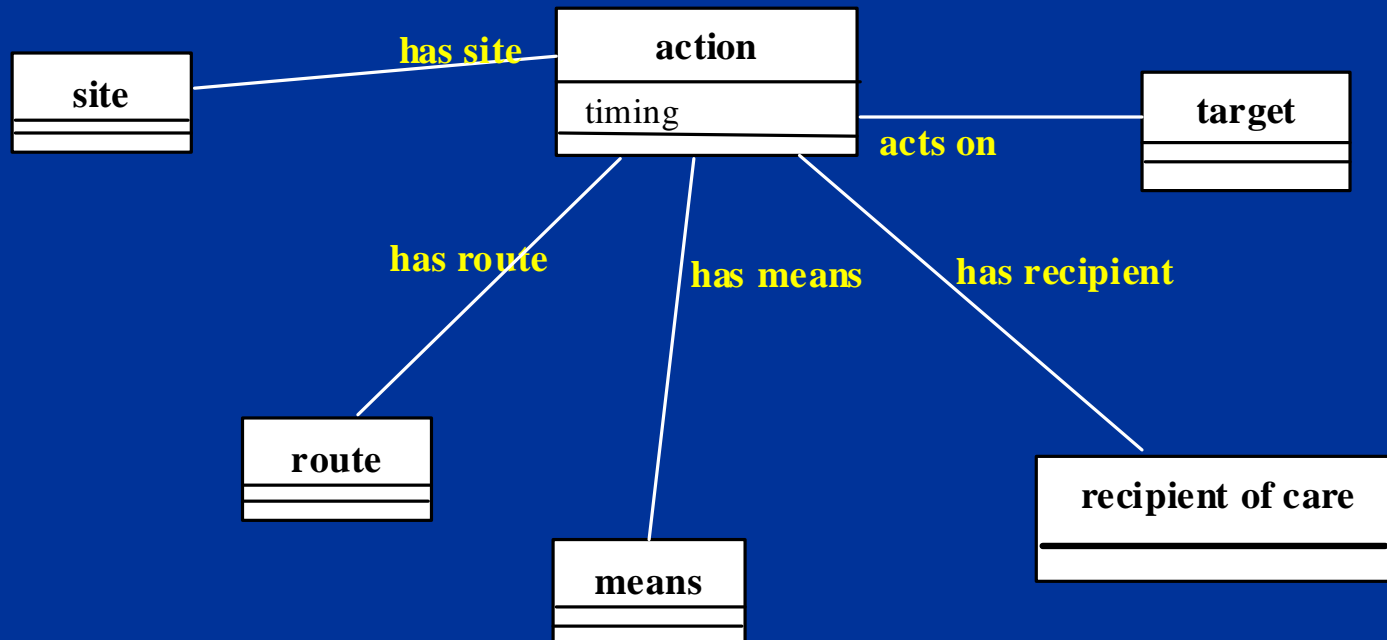 action
has site
site
timing
target
acts on
has route
has means
has recipient
route
recipient of care
means